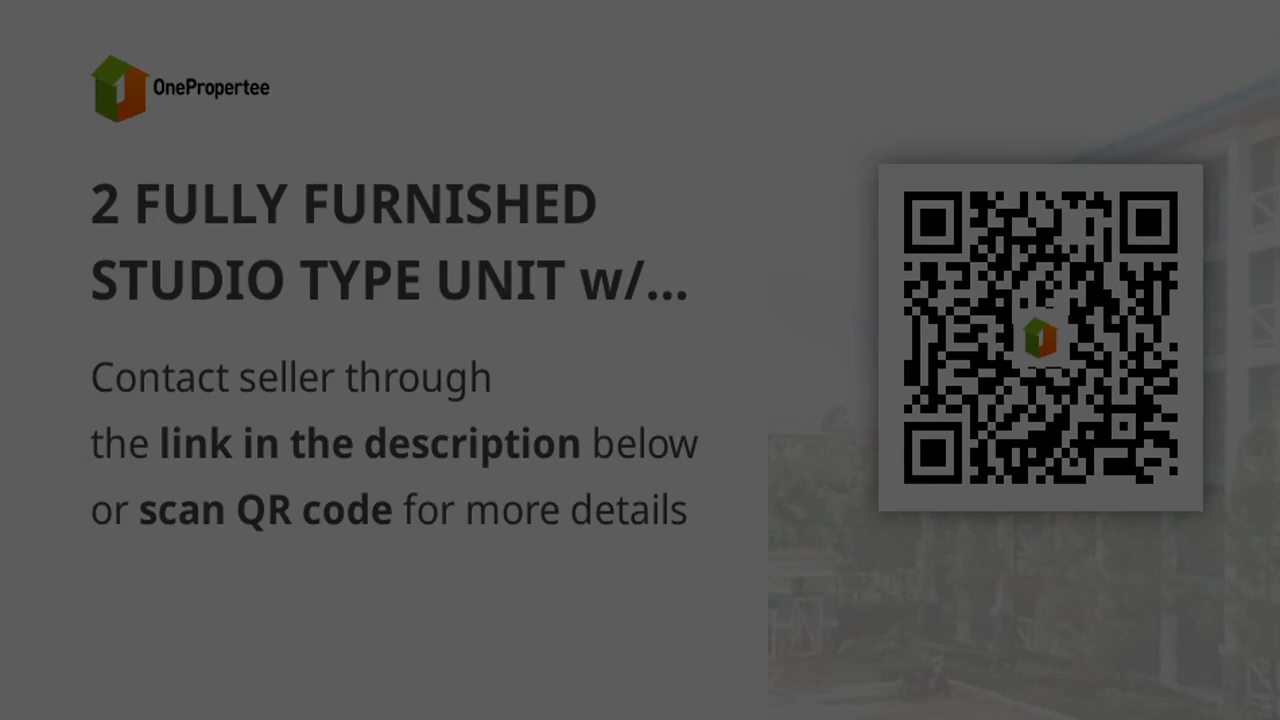 OnePropertee
2 FULLY FURNISHED
STUDIO TYPE UNIT w/...
Contact seller through
the link in the description below
or scan QR code for more details